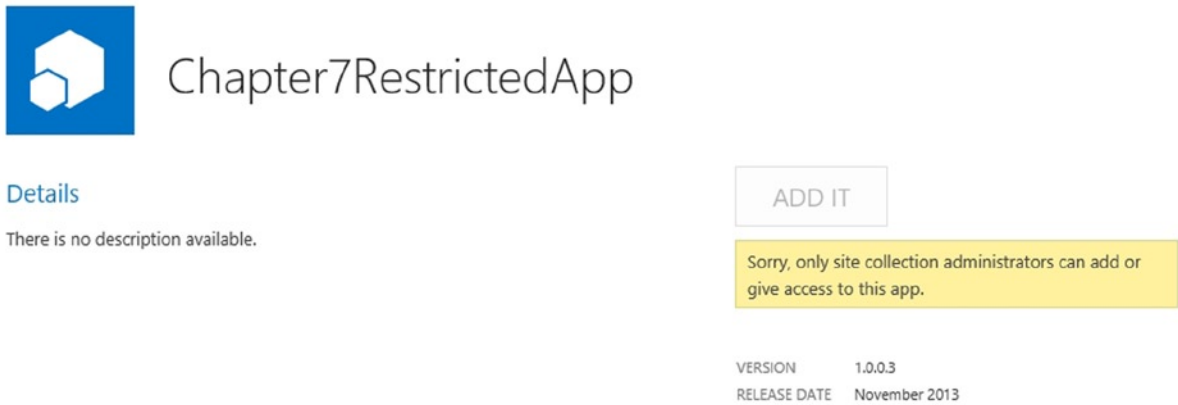 Chapter7RestrictedApp
Details
There is no description available.
ADD IT
Sorry, only site collection administrators can add or
give access to this app.
VERSION 1.0.0.3
RELEASE DATE November 2013